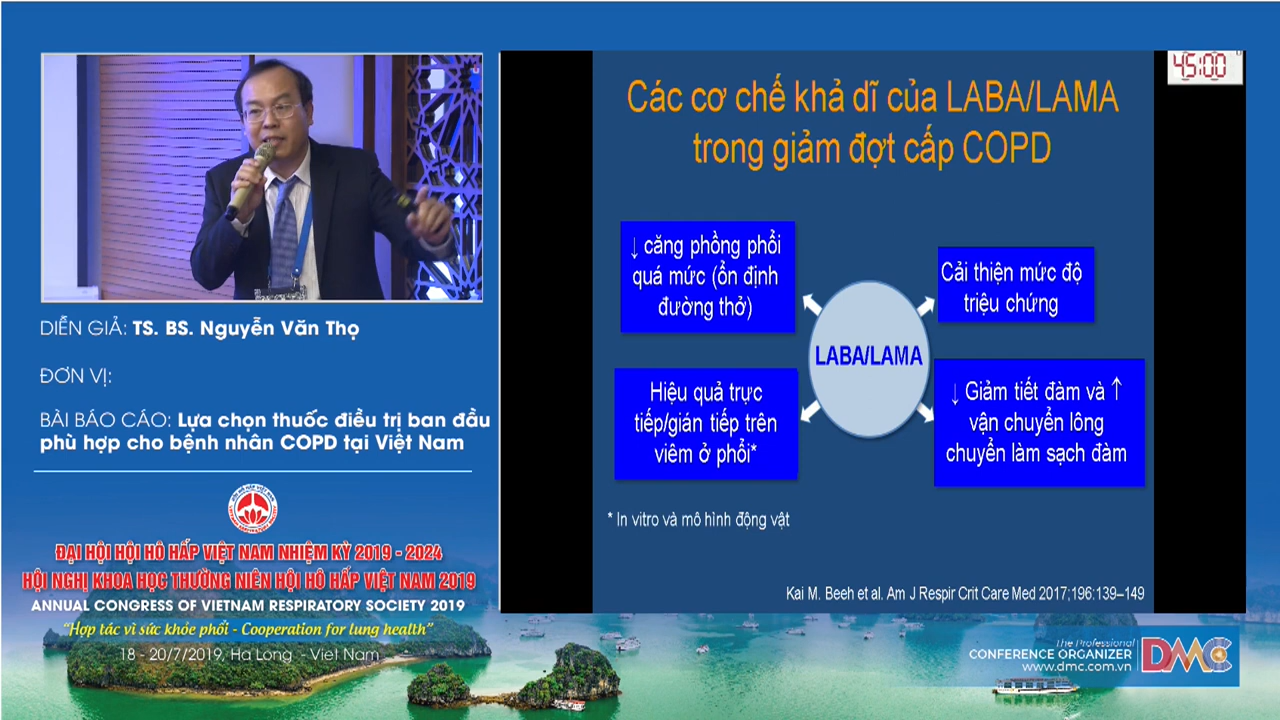 DIỄN GIẢ: TS. BS. Nguyễn Văn Thọ
ĐƠN VỊ:
BÀI BÁO CÁO: Lựa chọn thuốc điều trị ban đầu
phù hợp cho bệnh nhân COPD tại Việt Nam
ĐẠI HỘI HỘI HÔ HẤP VIỆT NAM NHIỆM KỲ 2019 - 2024
HỘI NGHỊ KHOA HỌC THƯỜNG NIÊN HỘI HÔ HẤP VIỆT NAM 2019
ANNUAL CONGRESS OF VIETNAM RESPIRATORY SOCIETY 2019
“Hợp tác vì sức khỏe phổi - Cooperation for lung health”
18 - 20/7/2019, Ha Long - Viet Nam
45:00
Các cơ chế khả dĩ của LABA/LAMA
trong giảm đợt cấp COPD
↓ căng phồng phổi
quá mức (ổn định
đường thở)
Cải thiện mức độ
triệu chứng
LABA/LAMA
Hiệu quả trực
tiếp/gián tiếp trên
viêm ở phổi*
↓ Giảm tiết đàm và ↑
vận chuyển lông
chuyển làm sạch đàm
* In vitro và mô hình động vật
Kai M. Beeh et al. Am J Respir Crit Care Med 2017;196:139–149
The Professional
CONFERENCE ORGANIZER
www.dmc.com.vn
DMC